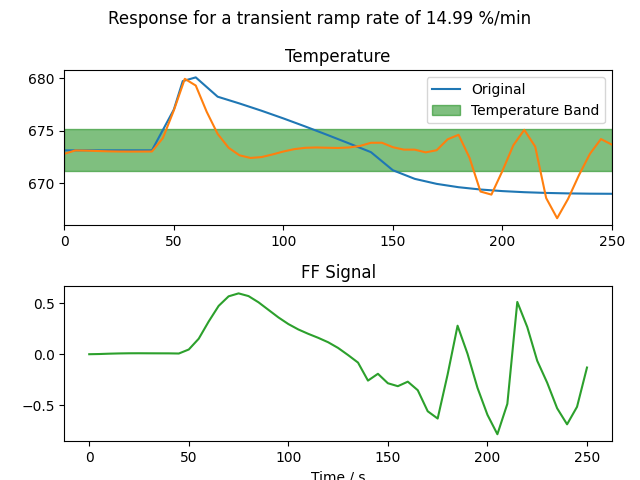 Response for a transient ramp rate of 14.99 %/min
Temperature
680
675
670
Original
Temperature Band
0 50 100 150 200 250
FF Signal
0.5
0.0
−0.5
0 50 100 150 200 250
Time / s